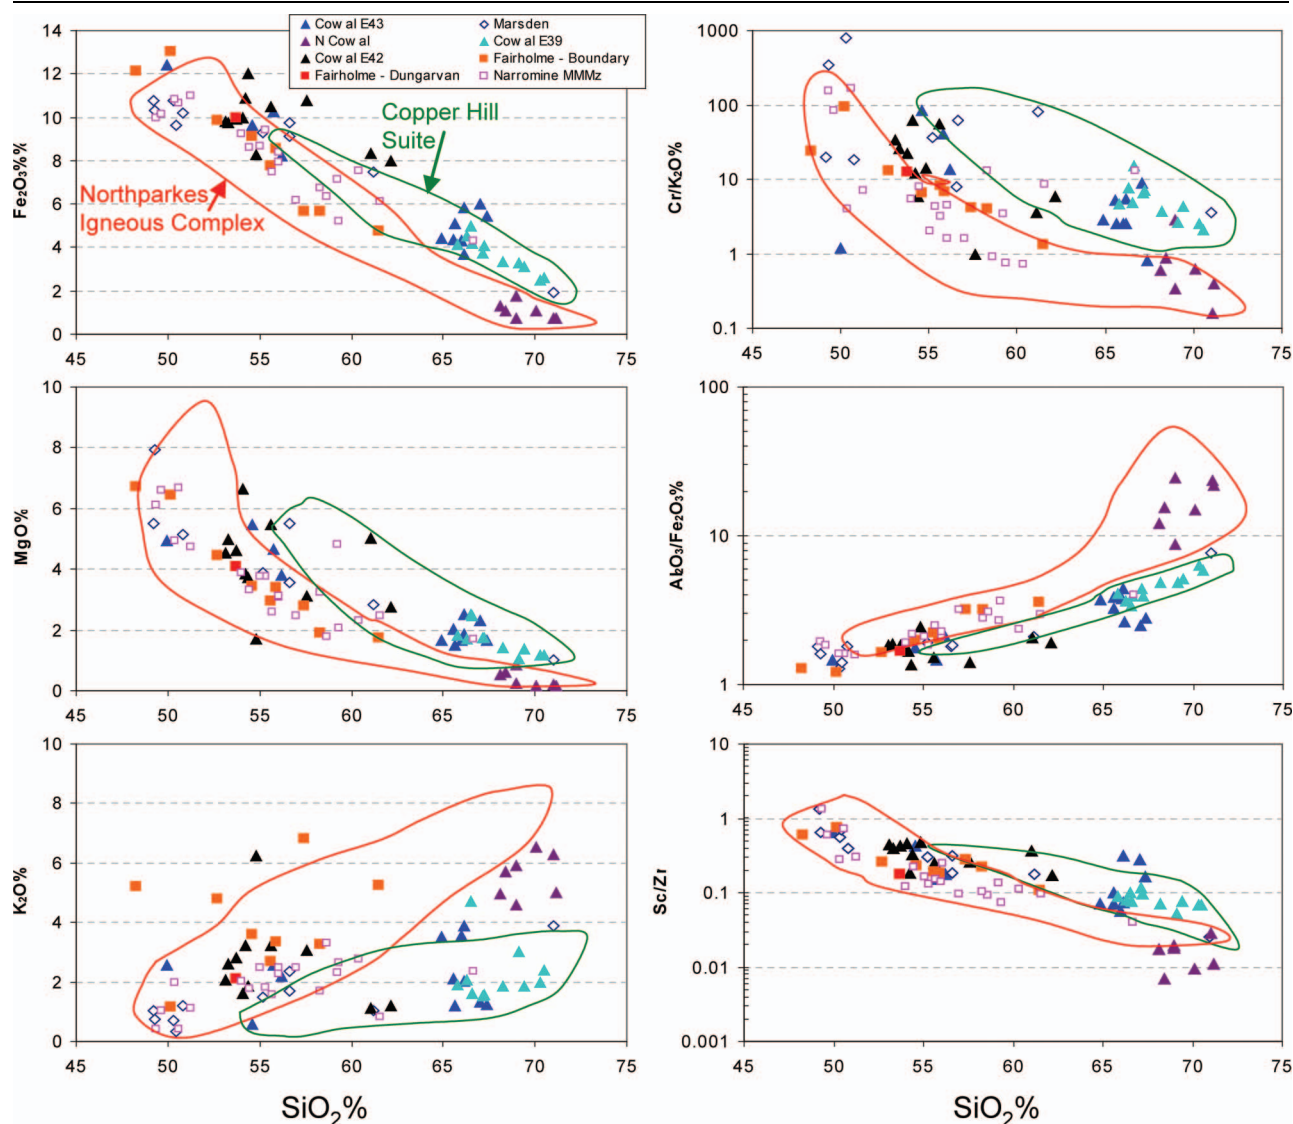 Cow al E43
Marsden
N Cow al
Cow al E39
Cow al E42
Fairholme - Boundary
Fairholme - Dungarvan
Narromine MMMz
Fe₂O₃%%
14
12
10
8
6
4
2
0
45 50 55 60 65 70 75
Copper Hill
Suite
Northparkes
Igneous Complex
Cr/K₂O%
1000
100
10
1
0.1
45 50 55 60 65 70 75
MgO%
10
8
6
4
2
0
45 50 55 60 65 70 75
Al₂O₃/Fe₂O₃%
100
10
1
45 50 55 60 65 70 75
K₂O%
10
8
6
4
2
0
45 50 55 60 65 70 75
SiO₂%
Sc/Zr
10
1
0.1
0.01
0.001
45 50 55 60 65 70 75
SiO₂%